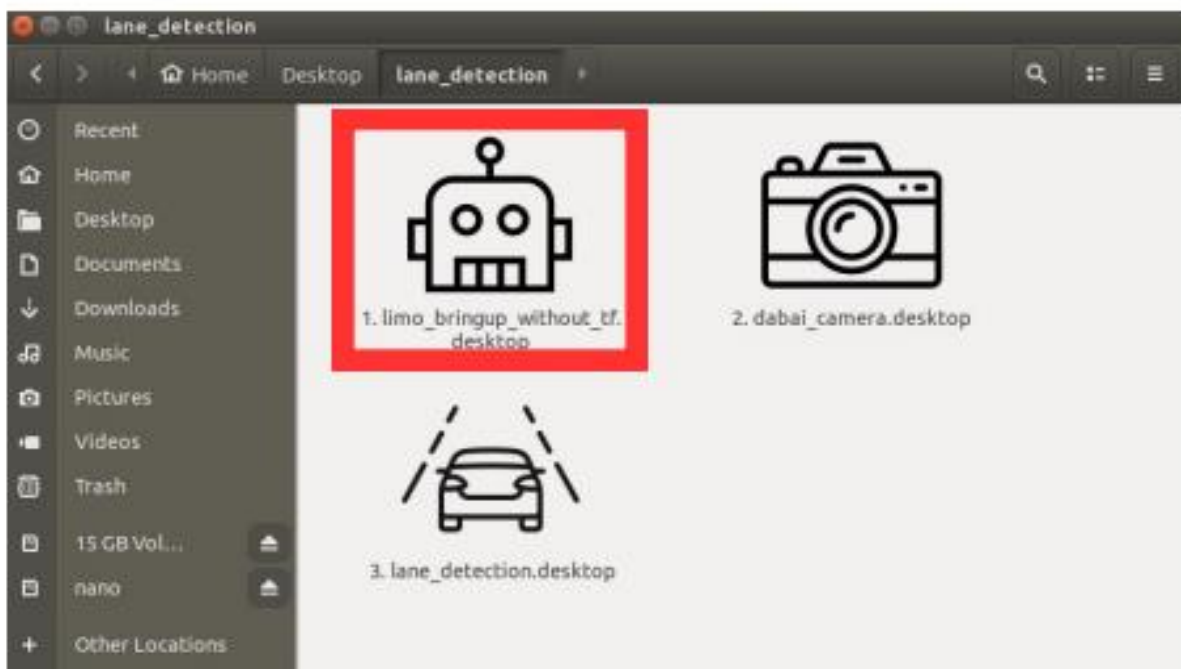 lane_detection
Home Desktop lane_detection
Recent
Home
Desktop
Documents
Downloads
Music
Pictures
Videos
Trash
15 GB Vol...
nano
Other Locations
1. limo_bringup_without_tf.
desktop
2. dabai_camera.desktop
3. lane_detection.desktop